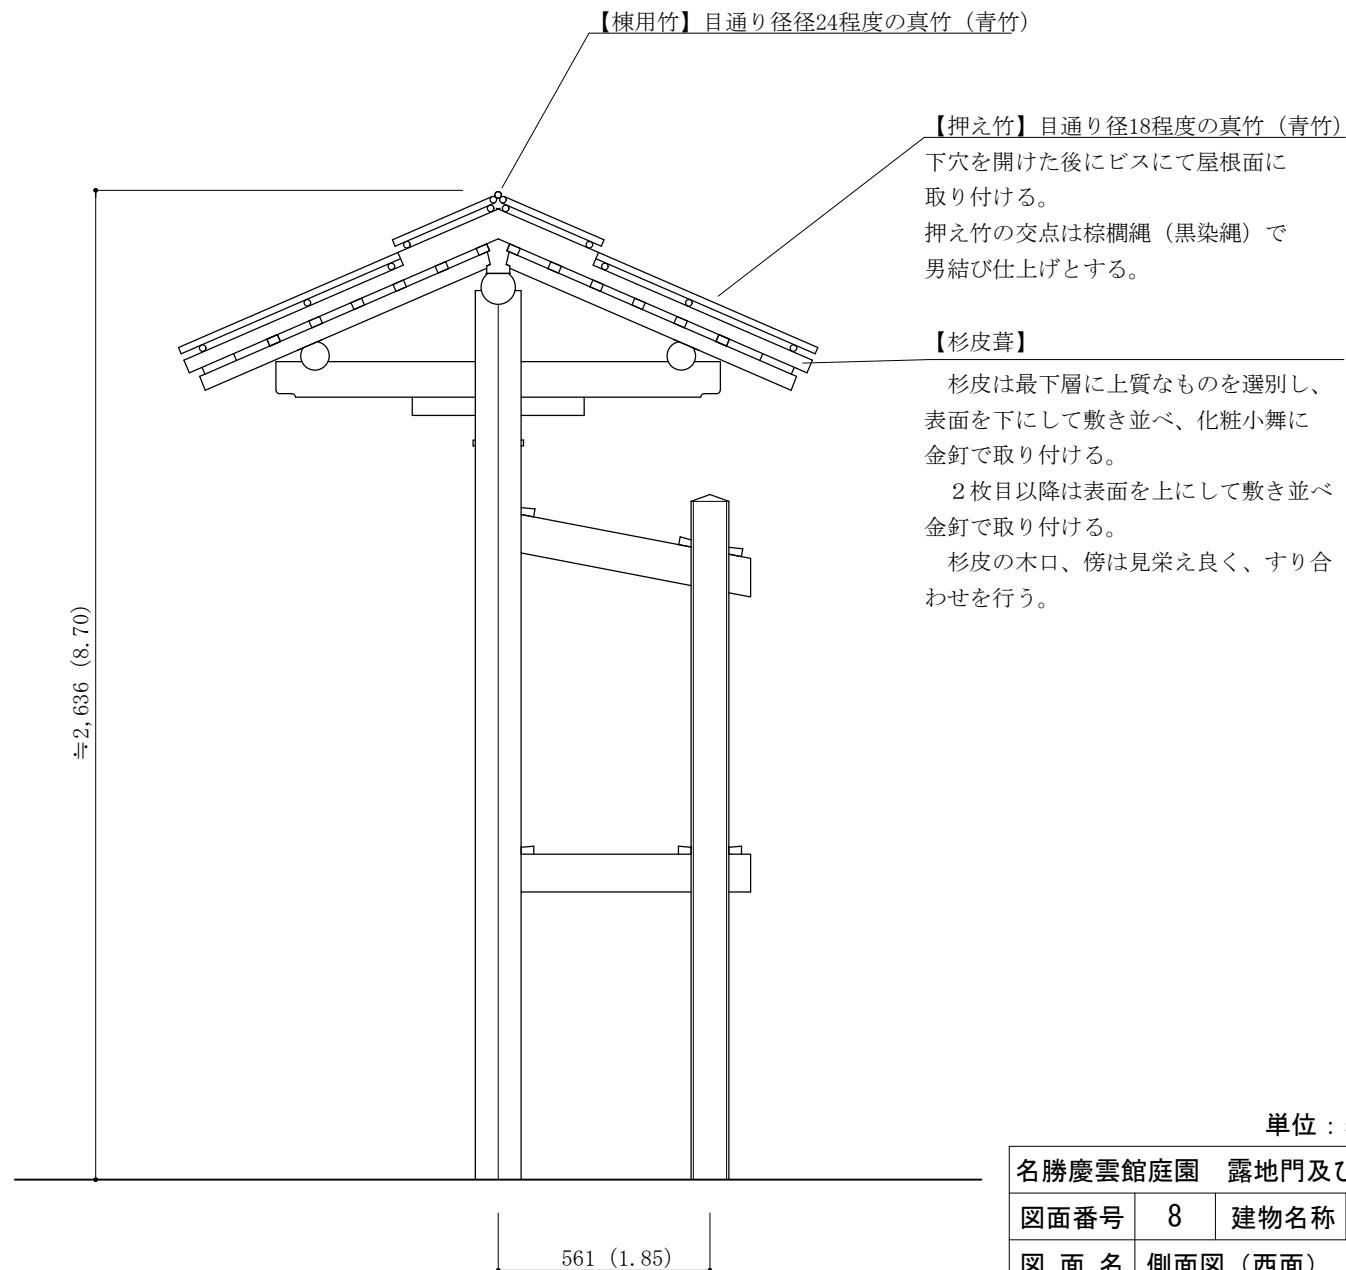 【棟用竹】目通り径径24程度の真竹（青竹）
【押え竹】目通り径18程度の真竹（青竹）
下穴を開けた後にビスにて屋根面に
取り付ける。
押え竹の交点は棕櫚縄（黒染縄）で
男結び仕上げとする。
【杉皮葺】
　杉皮は最下層に上質なものを選別し、
表面を下にして敷き並べ、化粧小舞に
金釘で取り付ける。
　２枚目以降は表面を上にして敷き並べ
金釘で取り付ける。
　杉皮の木口、傍は見栄え良く、すり合
わせを行う。
≒2,636 (8.70)
561 (1.85)
単位：
名勝慶雲館庭園　露地門及び
図面番号 8 建物名称
図 面 名 側面図（西面）